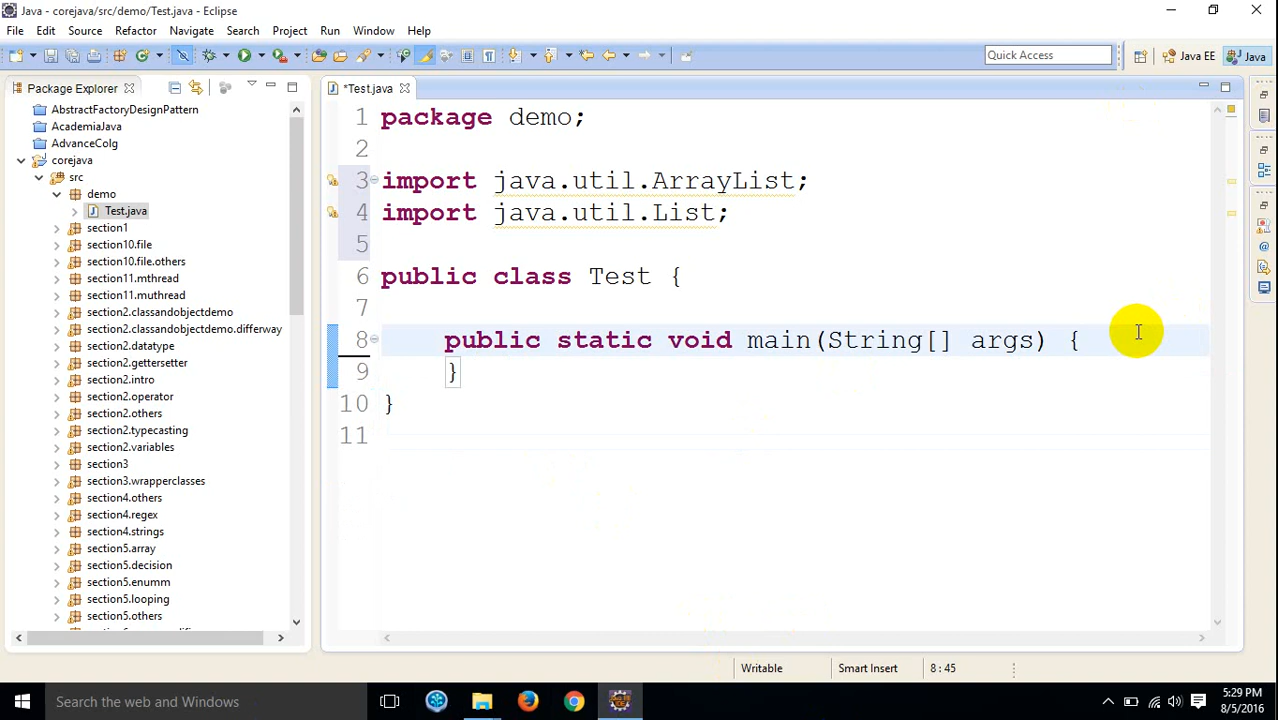 Java - corejava/src/demo/Test.java - Eclipse
File Edit Source Refactor Navigate Search Project Run Window Help
Quick Access
Java EE
Java
Package Explorer
AbstractFactoryDesignPattern
AcademiaJava
AdvanceColg
corejava
src
demo
Test.java
section1
section10.file
section10.file.others
section11.mthread
section11.muthread
section2.classandobjectdemo
section2.classandobjectdemo.differway
section2.datatype
section2.gettersetter
section2.intro
section2.operator
section2.others
section2.typecasting
section2.variables
section3
section3.wrapperclasses
section4.others
section4.regex
section4.strings
section5.array
section5.decision
section5.enumm
section5.looping
section5.others
*Test.java
1 package demo;
2
3 import java.util.ArrayList;
4 import java.util.List;
5
6 public class Test {
7
8 public static void main(String[] args) {
9 }
10 }
11
Writable Smart Insert 8 : 45
Search the web and Windows
5:29 PM
8/5/2016